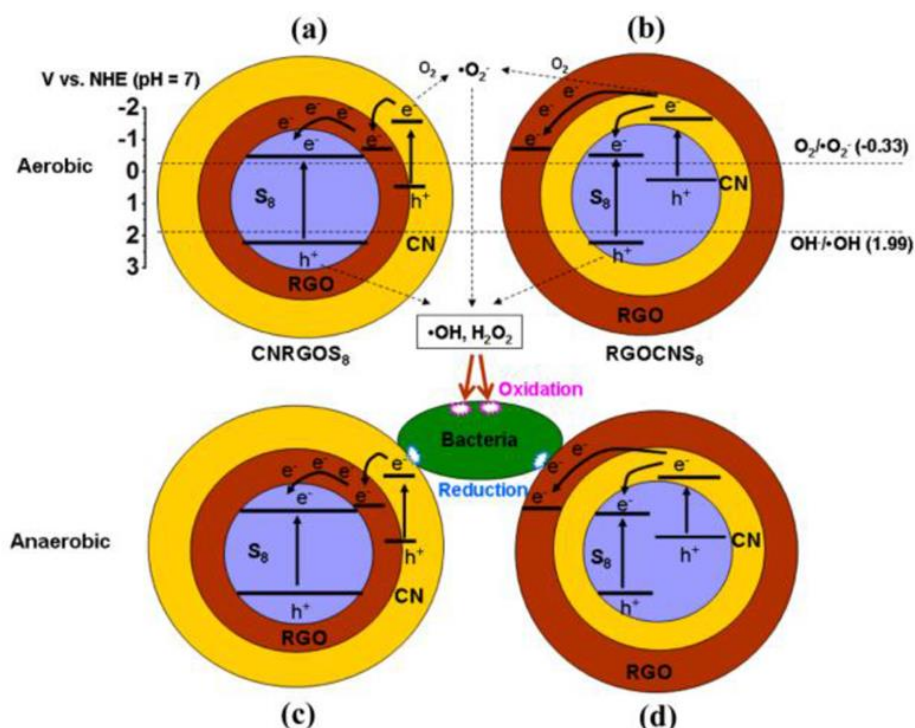 (a)
(b)
V vs. NHE (pH = 7)
O₂
•O₂⁻
O₂
-2
-1
0
1
2
3
Aerobic
e⁻
e⁻
e⁻
e⁻
e⁻
e⁻
S₈
h⁺
h⁺
CN
RGO
CNRGOS₈
e⁻
e⁻
e⁻
e⁻
e⁻
S₈
h⁺
h⁺
CN
RGO
RGOCNS₈
O₂/•O₂⁻ (-0.33)
OH⁻/•OH (1.99)
•OH, H₂O₂
Oxidation
Bacteria
Reduction
Anaerobic
e⁻
e⁻
e⁻
e⁻
e⁻
e⁻
S₈
h⁺
h⁺
CN
RGO
e⁻
e⁻
e⁻
e⁻
e⁻
S₈
h⁺
h⁺
CN
RGO
(c)
(d)